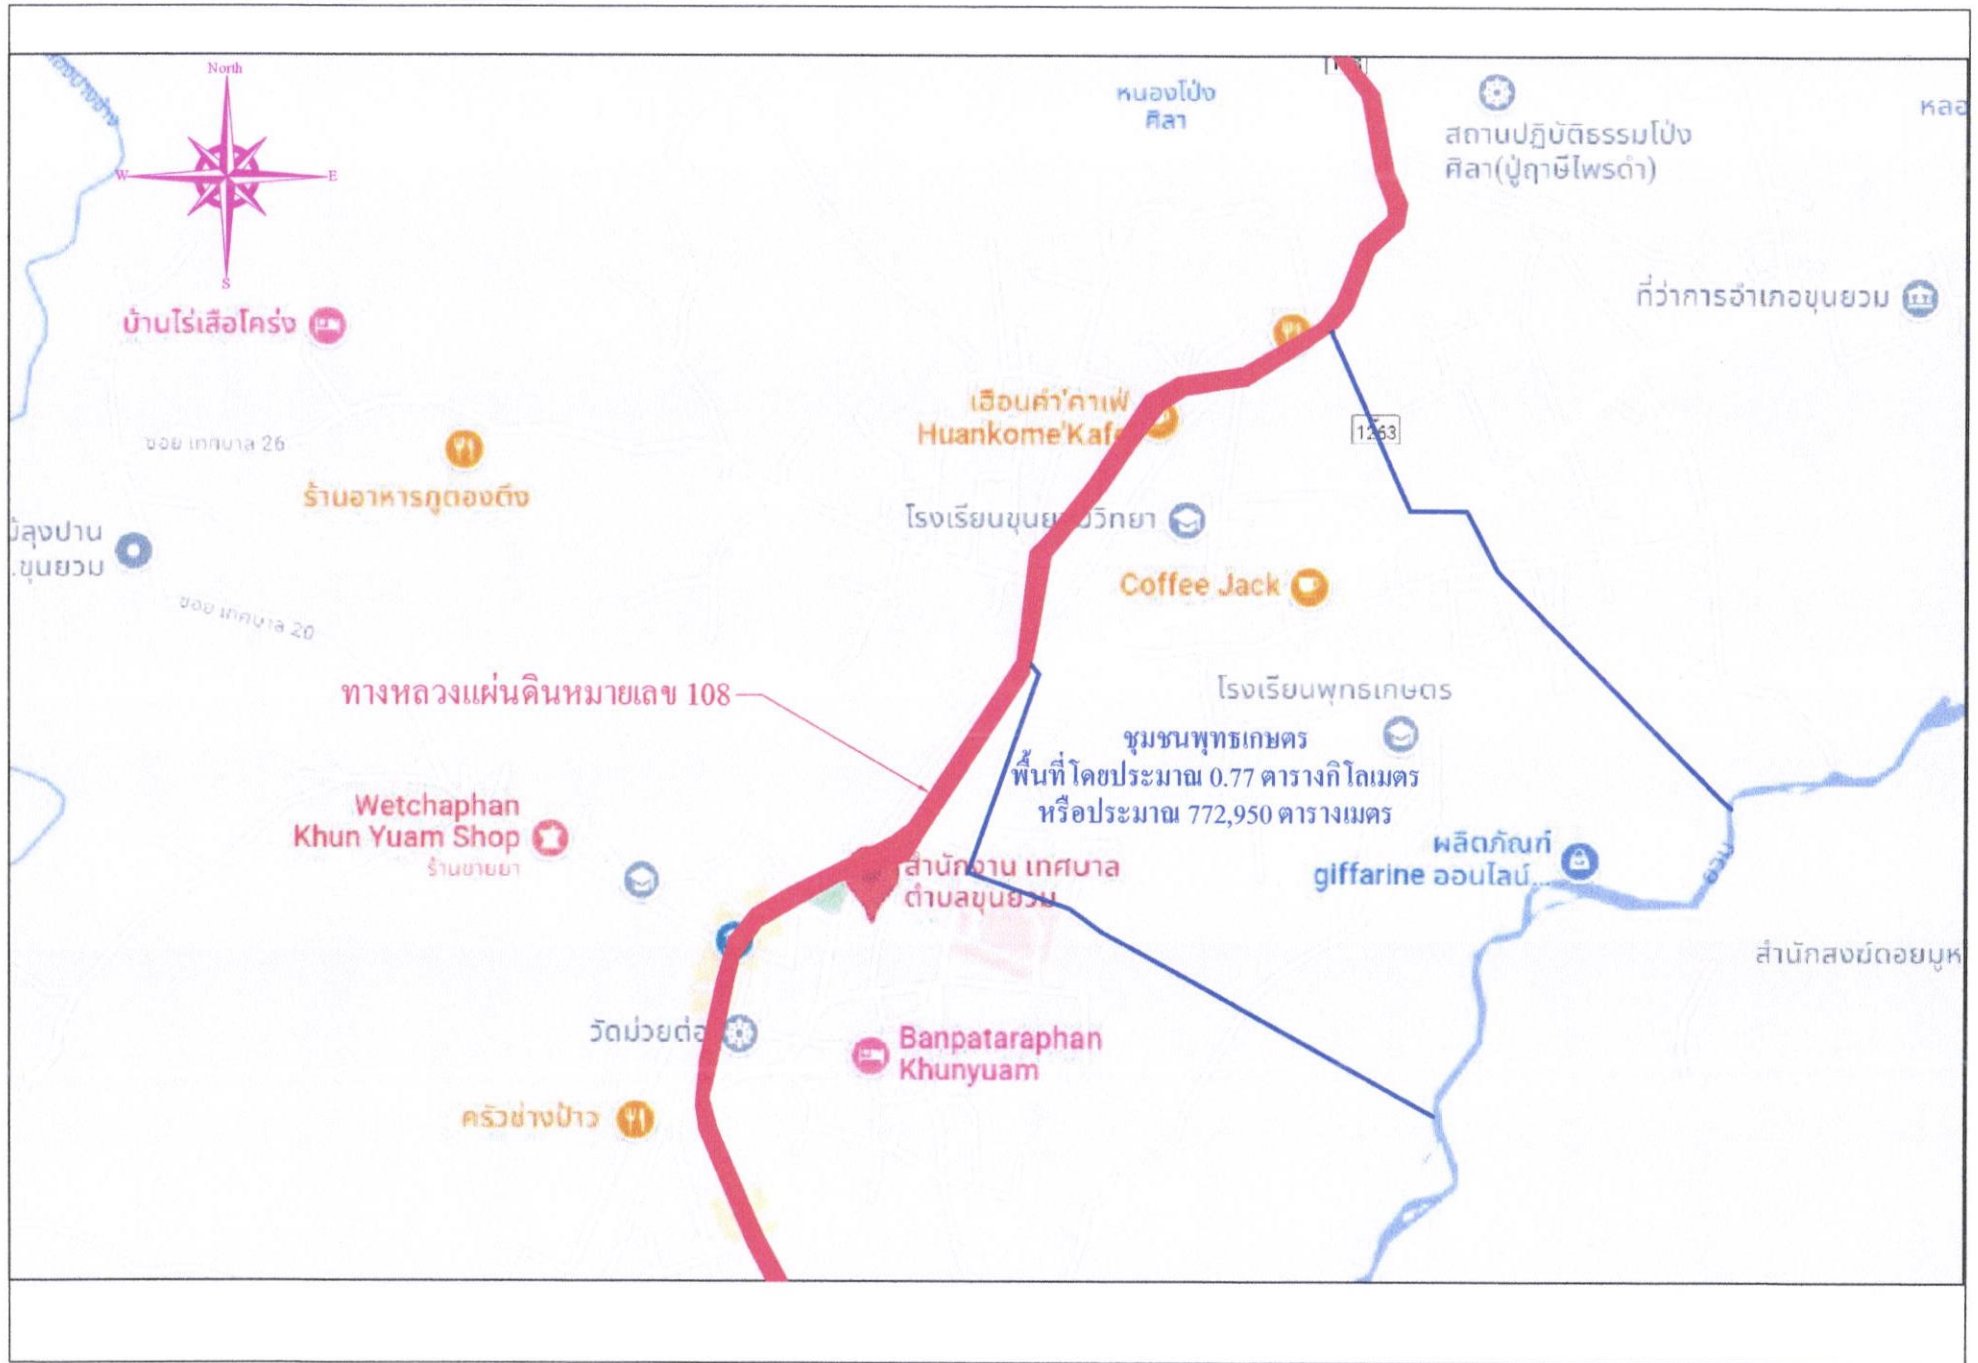 North
W
E
S
หนองโป่ง
ศิลา
สถานปฏิบัติธรรมโป่ง
ศิลา(ปู่ฤาษีไพรดำ)
ที่ว่าการอำเภอขุนยวม
บ้านไร่เสือโคร่ง
เฮือนคำ'คาเฟ่
Huankome'Kafe
1263
ซอย เทศบาล 26
ร้านอาหารภูตองตึง
โรงเรียนขุนยวมวิทยา
ลุงปาน
.ขุนยวม
Coffee Jack
ซอย เทศบาล 20
ทางหลวงแผ่นดินหมายเลข 108
โรงเรียนพุทธเกษตร
ชุมชนพุทธเกษตร
พื้นที่โดยประมาณ 0.77 ตารางกิโลเมตร
หรือประมาณ 772,950 ตารางเมตร
Wetchaphan
Khun Yuam Shop
ร้านขายยา
สำนักงาน เทศบาล
ตำบลขุนยวม
ผลิตภัณฑ์
giffarine ออนไลน์...
ยวม
สำนักสงฆ์ดอยมูห
วัดม่วยต่อ
Banpataraphan
Khunyuam
ครัวช่างป้าว